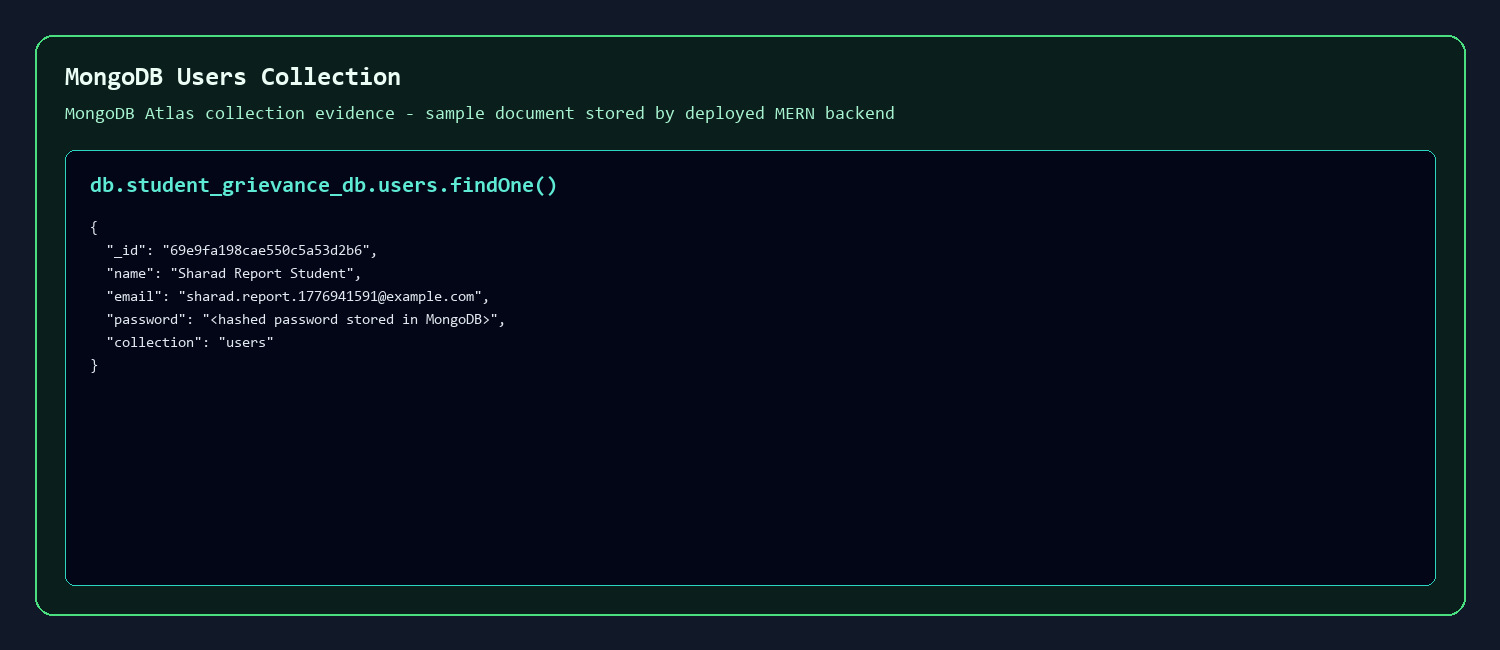 MongoDB Users Collection
MongoDB Atlas collection evidence - sample document stored by deployed MERN backend
db.student_grievance_db.users.findOne()
{
  "_id": "69e9fa198cae550c5a53d2b6",
  "name": "Sharad Report Student",
  "email": "sharad.report.1776941591@example.com",
  "password": "<hashed password stored in MongoDB>",
  "collection": "users"
}